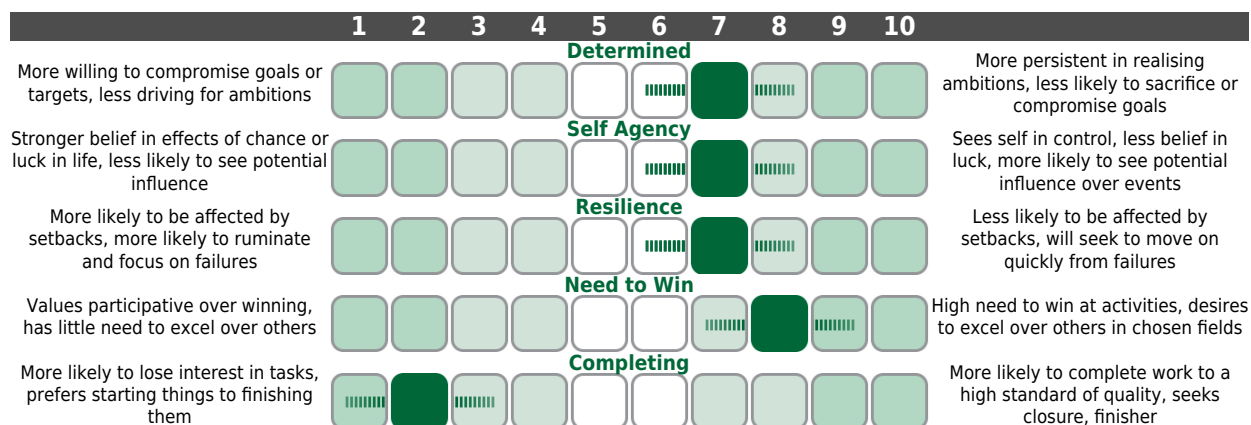 1 2 3 4 5 6 7 8 9 10
Determined
More willing to compromise goals or
targets, less driving for ambitions
More persistent in realising
ambitions, less likely to sacrifice or
compromise goals
Self Agency
Stronger belief in effects of chance or
luck in life, less likely to see potential
influence
Sees self in control, less belief in
luck, more likely to see potential
influence over events
Resilience
More likely to be affected by
setbacks, more likely to ruminate
and focus on failures
Less likely to be affected by
setbacks, will seek to move on
quickly from failures
Need to Win
Values participative over winning,
has little need to excel over others
High need to win at activities, desires
to excel over others in chosen fields
Completing
More likely to lose interest in tasks,
prefers starting things to finishing
them
More likely to complete work to a
high standard of quality, seeks
closure, finisher